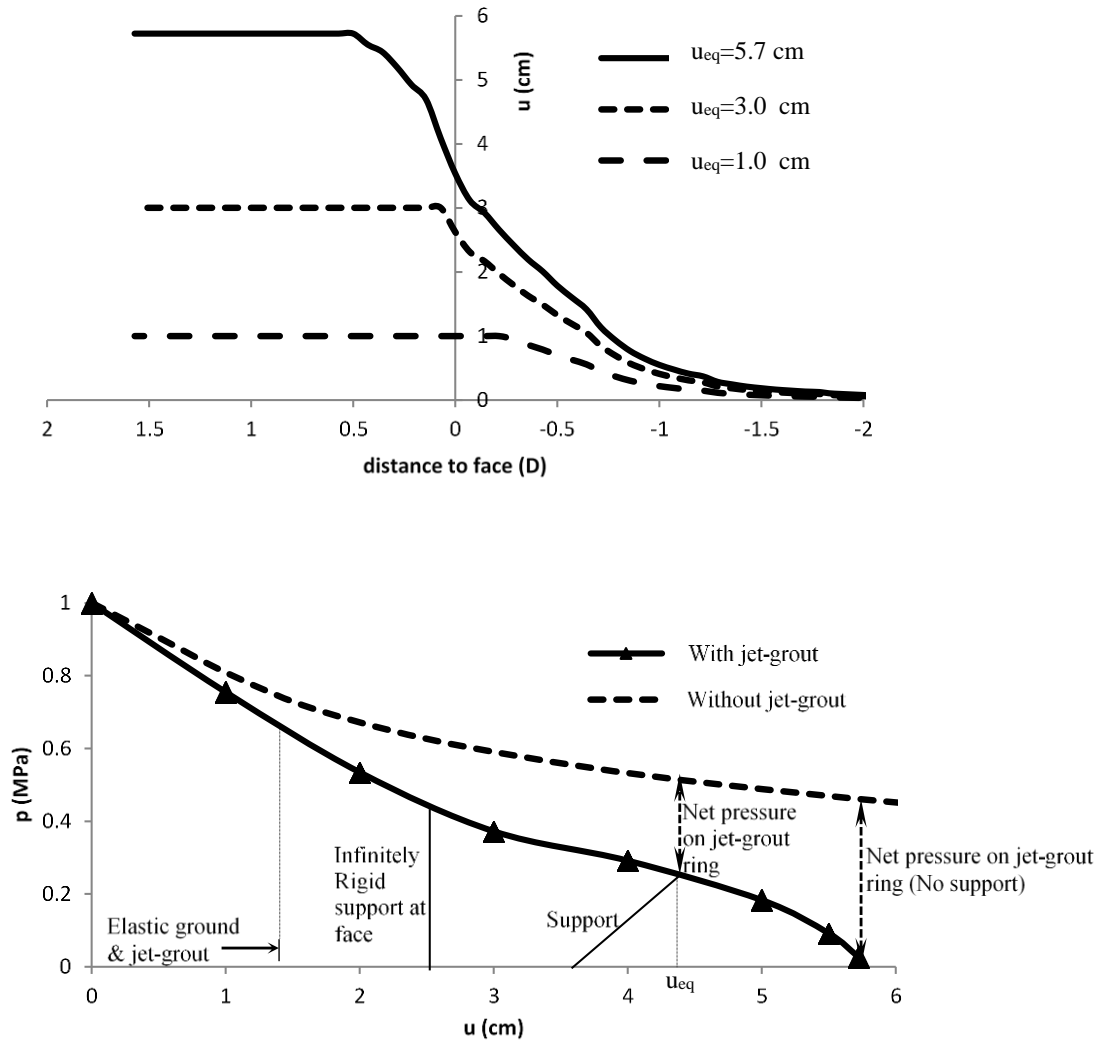 6
5
4
3
2
1
0
u (cm)
ueq=5.7 cm
ueq=3.0 cm
ueq=1.0 cm
2 1.5 1 0.5 0 -0.5 -1 -1.5 -2
distance to face (D)
1
0.8
0.6
0.4
0.2
0
p (MPa)
With jet-grout
Without jet-grout
Net pressure
on jet-grout
ring
Net pressure on jet-grout
ring (No support)
Infinitely
Rigid
support at
face
Support
Elastic ground
& jet-grout
0 1 2 3 4 5 6
ueq
u (cm)